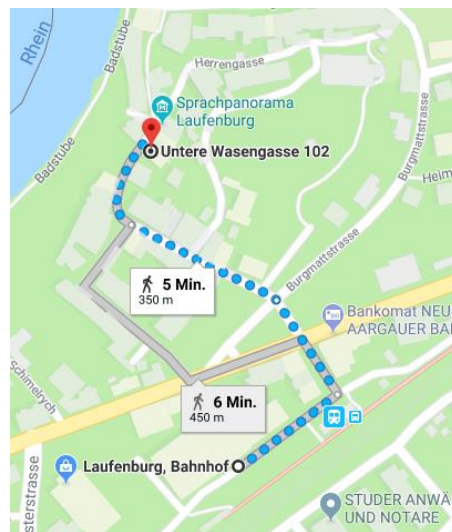 Rhein
Badstube
Herrengasse
Sprachpanorama
Laufenburg
Untere Wasengasse 102
Burgmattstrasse
Badstube
Heim
Burgmattstrasse
5 Min.
350 m
Bankomat NEU
AARGAUER BA
Schimelrych
6 Min.
450 m
Laufenburg, Bahnhof
sterstrasse
STUDER ANWÄ
UND NOTARE